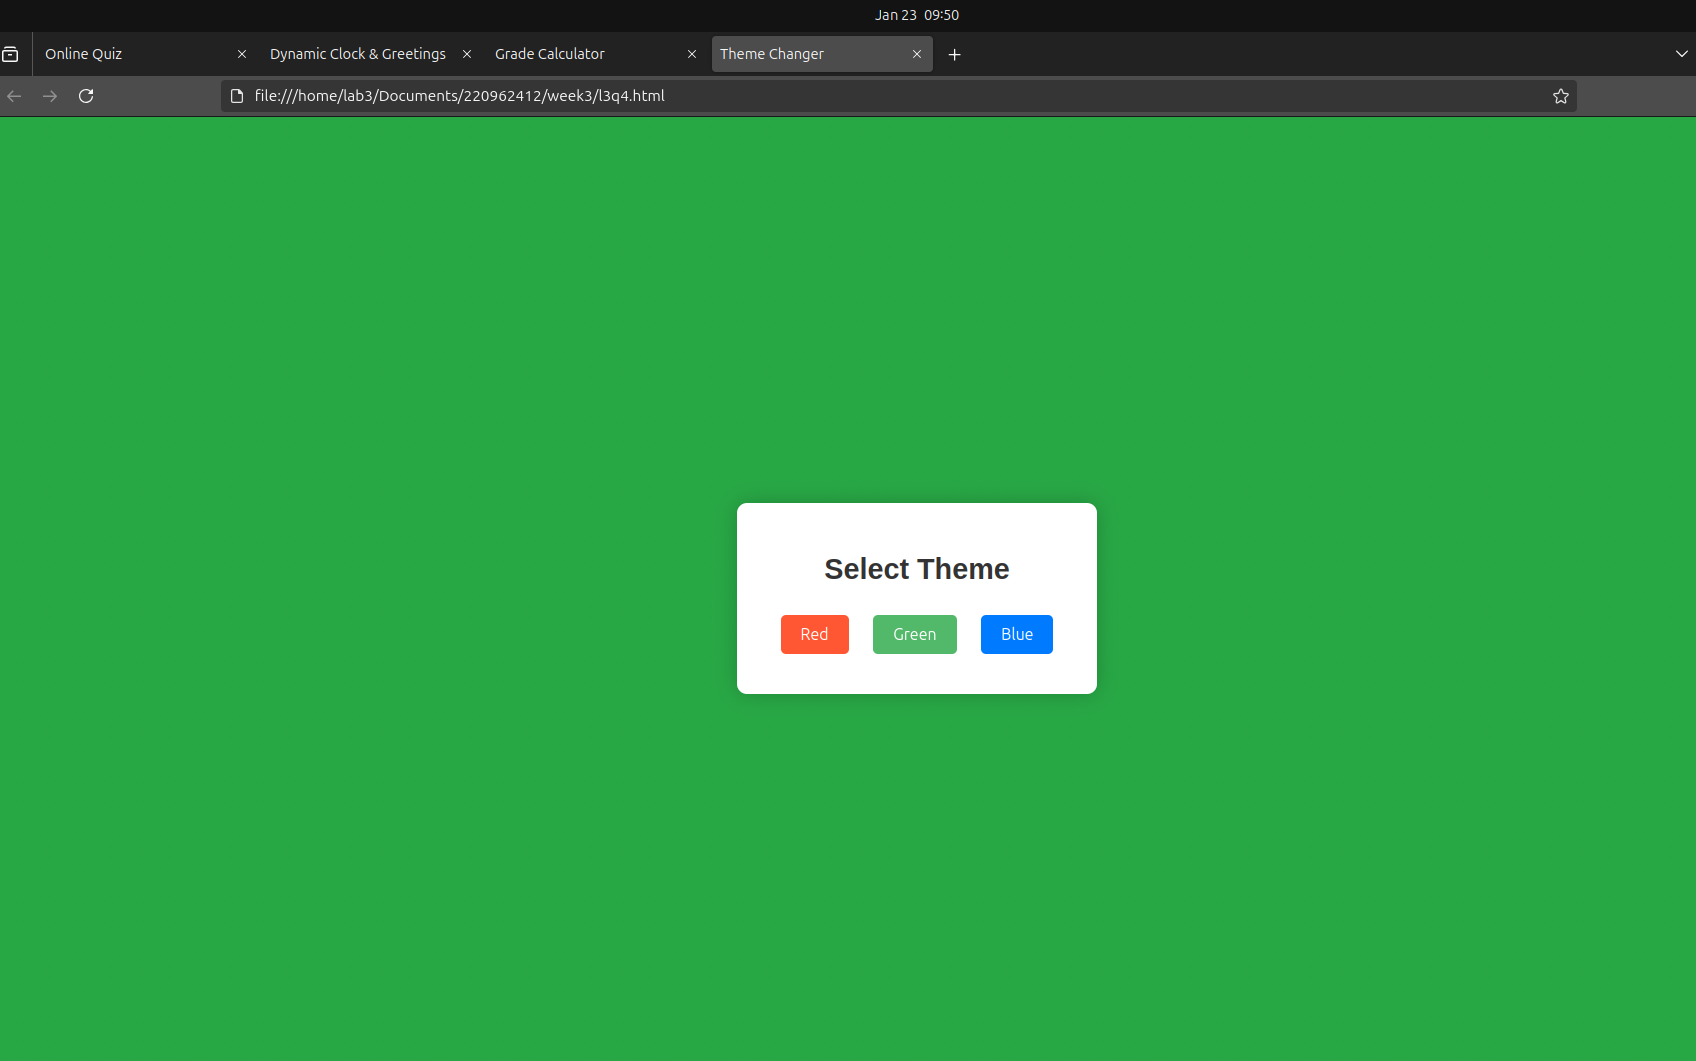 Jan 23 09:50
Online Quiz
Dynamic Clock & Greetings
Grade Calculator
Theme Changer
file:///home/lab3/Documents/220962412/week3/l3q4.html
Select Theme
Red Green Blue